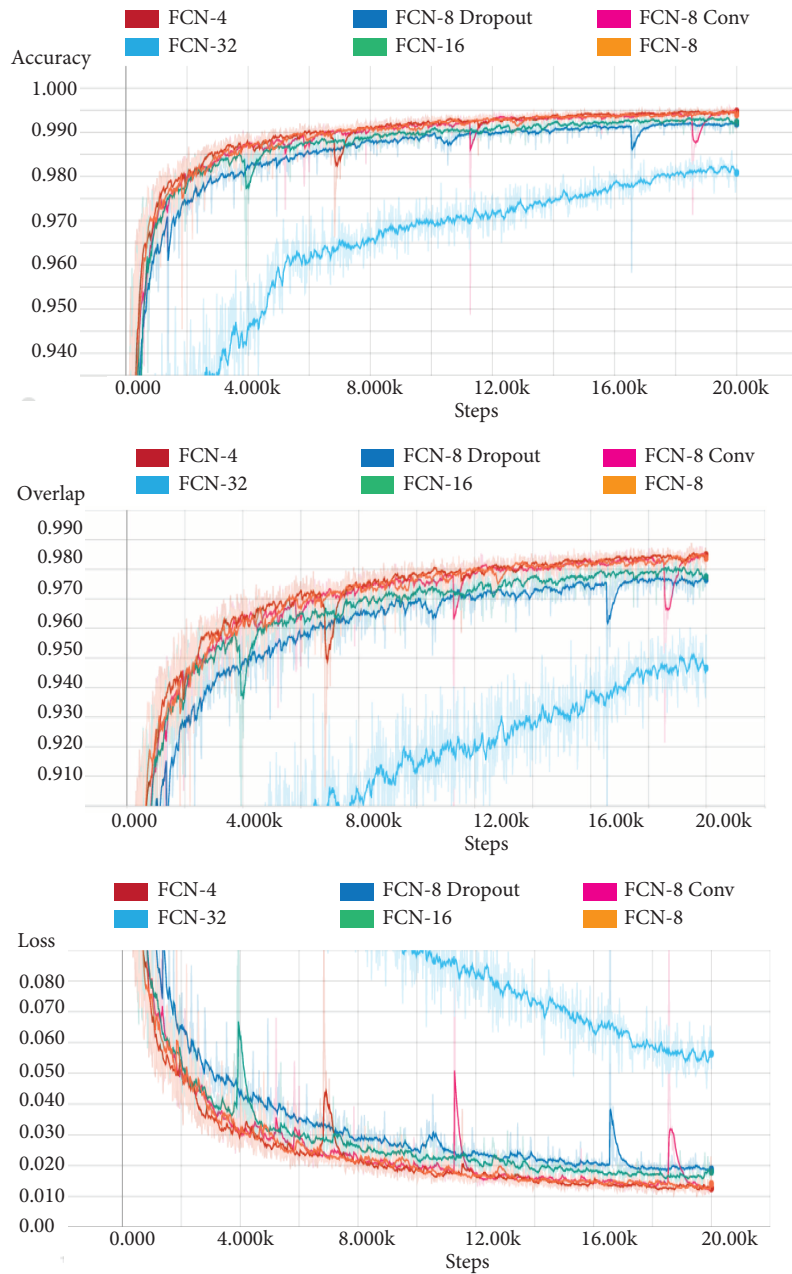 FCN-4 FCN-8 Dropout FCN-8 Conv
FCN-32 FCN-16 FCN-8
Accuracy
1.000
0.990
0.980
0.970
0.960
0.950
0.940
0.000 4.000k 8.000k 12.00k 16.00k 20.00k
Steps
FCN-4 FCN-8 Dropout FCN-8 Conv
FCN-32 FCN-16 FCN-8
Overlap
0.990
0.980
0.970
0.960
0.950
0.940
0.930
0.920
0.910
0.000 4.000k 8.000k 12.00k 16.00k 20.00k
Steps
FCN-4 FCN-8 Dropout FCN-8 Conv
FCN-32 FCN-16 FCN-8
Loss
0.080
0.070
0.060
0.050
0.040
0.030
0.020
0.010
0.00
0.000 4.000k 8.000k 12.00k 16.00k 20.00k
Steps